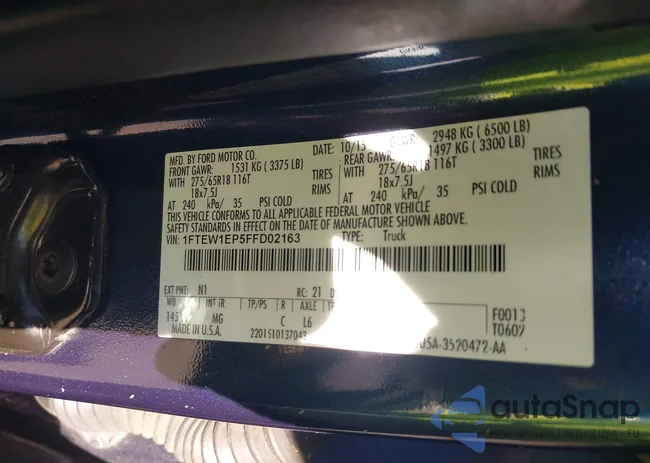 MFD. BY FORD MOTOR CO. DATE: 10/15 GVWR: 2948 KG ( 6500 LB)
FRONT GAWR: 1531 KG ( 3375 LB) REAR GAWR: 1497 KG ( 3300 LB)
WITH 275/65R18 116T TIRES 275/65R18 116T TIRES
18x7.5J RIMS 18x7.5J RIMS
AT 240 kPa/ 35 PSI COLD AT 240 kPa/ 35 PSI COLD
THIS VEHICLE CONFORMS TO ALL APPLICABLE FEDERAL MOTOR VEHICLE
SAFETY STANDARDS IN EFFECT ON THE DATE OF MANUFACTURE SHOWN ABOVE.
VIN: 1FTEW1EP5FFD02163 TYPE: Truck
EXT PNT: N1 RC: 21
WB INT TR TP/PS R AXLE
145 MG C L6
F0013
T0602
MADE IN U.S.A. 5A-3520472-AA
autoSnap